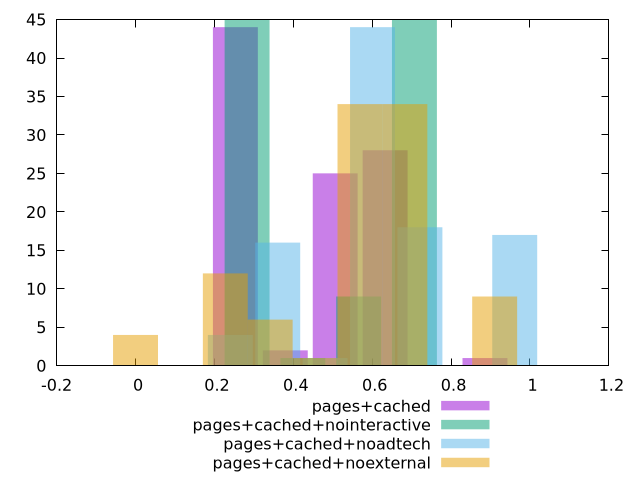 45
40
35
30
25
20
15
10
5
0
-0.2 0 0.2 0.4 0.6 0.8 1 1.2
pages+cached
pages+cached+nointeractive
pages+cached+noadtech
pages+cached+noexternal